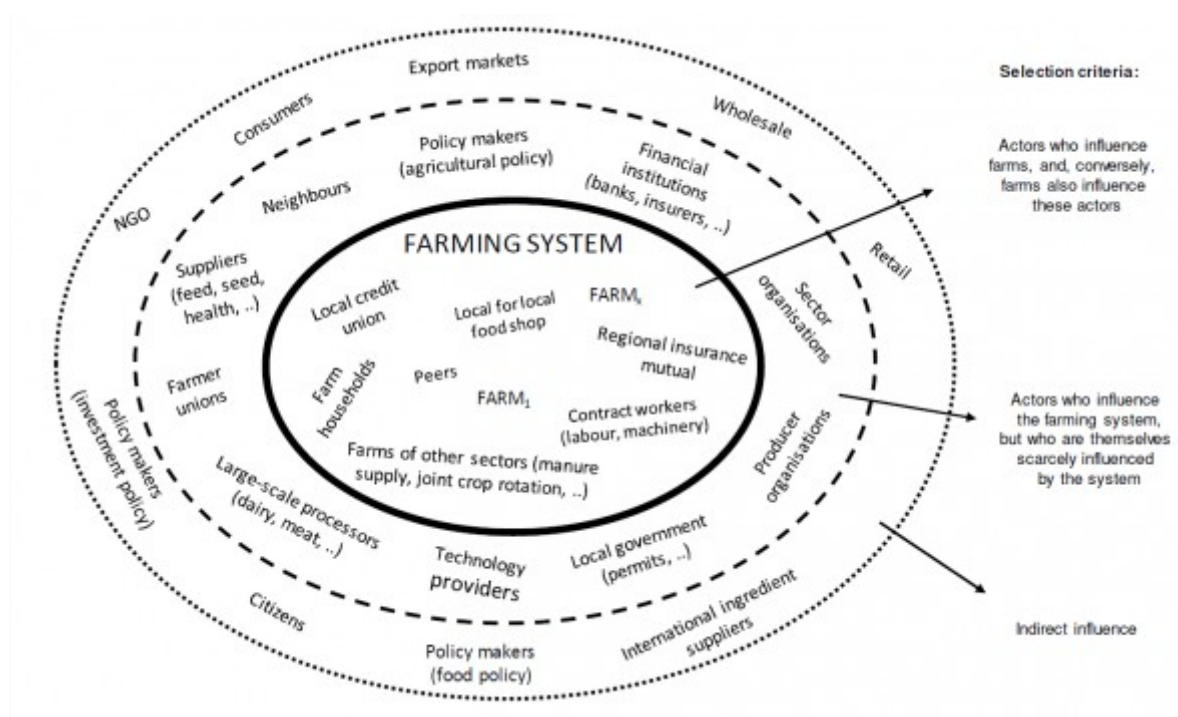 Export markets
Consumers
Wholesale
NGO
Retail
Policy makers
(investment policy)
Citizens
Policy makers
(food policy)
International ingredient
suppliers
Policy makers
(agricultural policy)
Neighbours
Financial
institutions
(banks, insurers, ..)
Suppliers
(feed, seed,
health, ..)
Sector
organisations
Farmer
unions
Producer
organisations
Large-scale processors
(dairy, meat, ..)
Technology
providers
Local government
(permits, ..)
FARMING SYSTEM
Local credit
union
Local for local
food shop
FARMₓ
Regional insurance
mutual
Farm
households
Peers
FARM₁
Contract workers
(labour, machinery)
Farms of other sectors (manure
supply, joint crop rotation, ..)
Selection criteria:
Actors who influence
farms, and, conversely,
farms also influence
these actors
Actors who influence
the farming system,
but who are themselves
scarcely influenced
by the system
Indirect influence